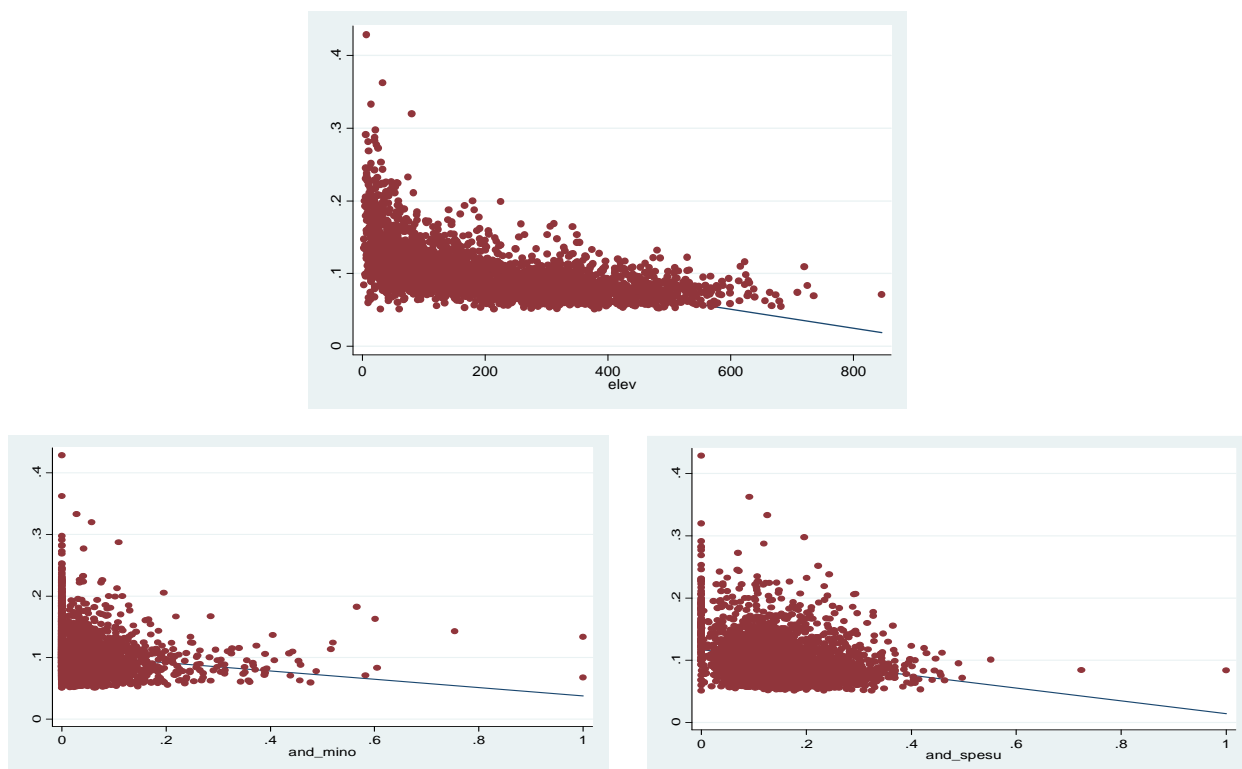 .4
.3
.2
.1
0
0 200 400 600 800
elev
.4
.3
.2
.1
0
0 .2 .4 .6 .8 1
and_mino
.4
.3
.2
.1
0
0 .2 .4 .6 .8 1
and_spesu